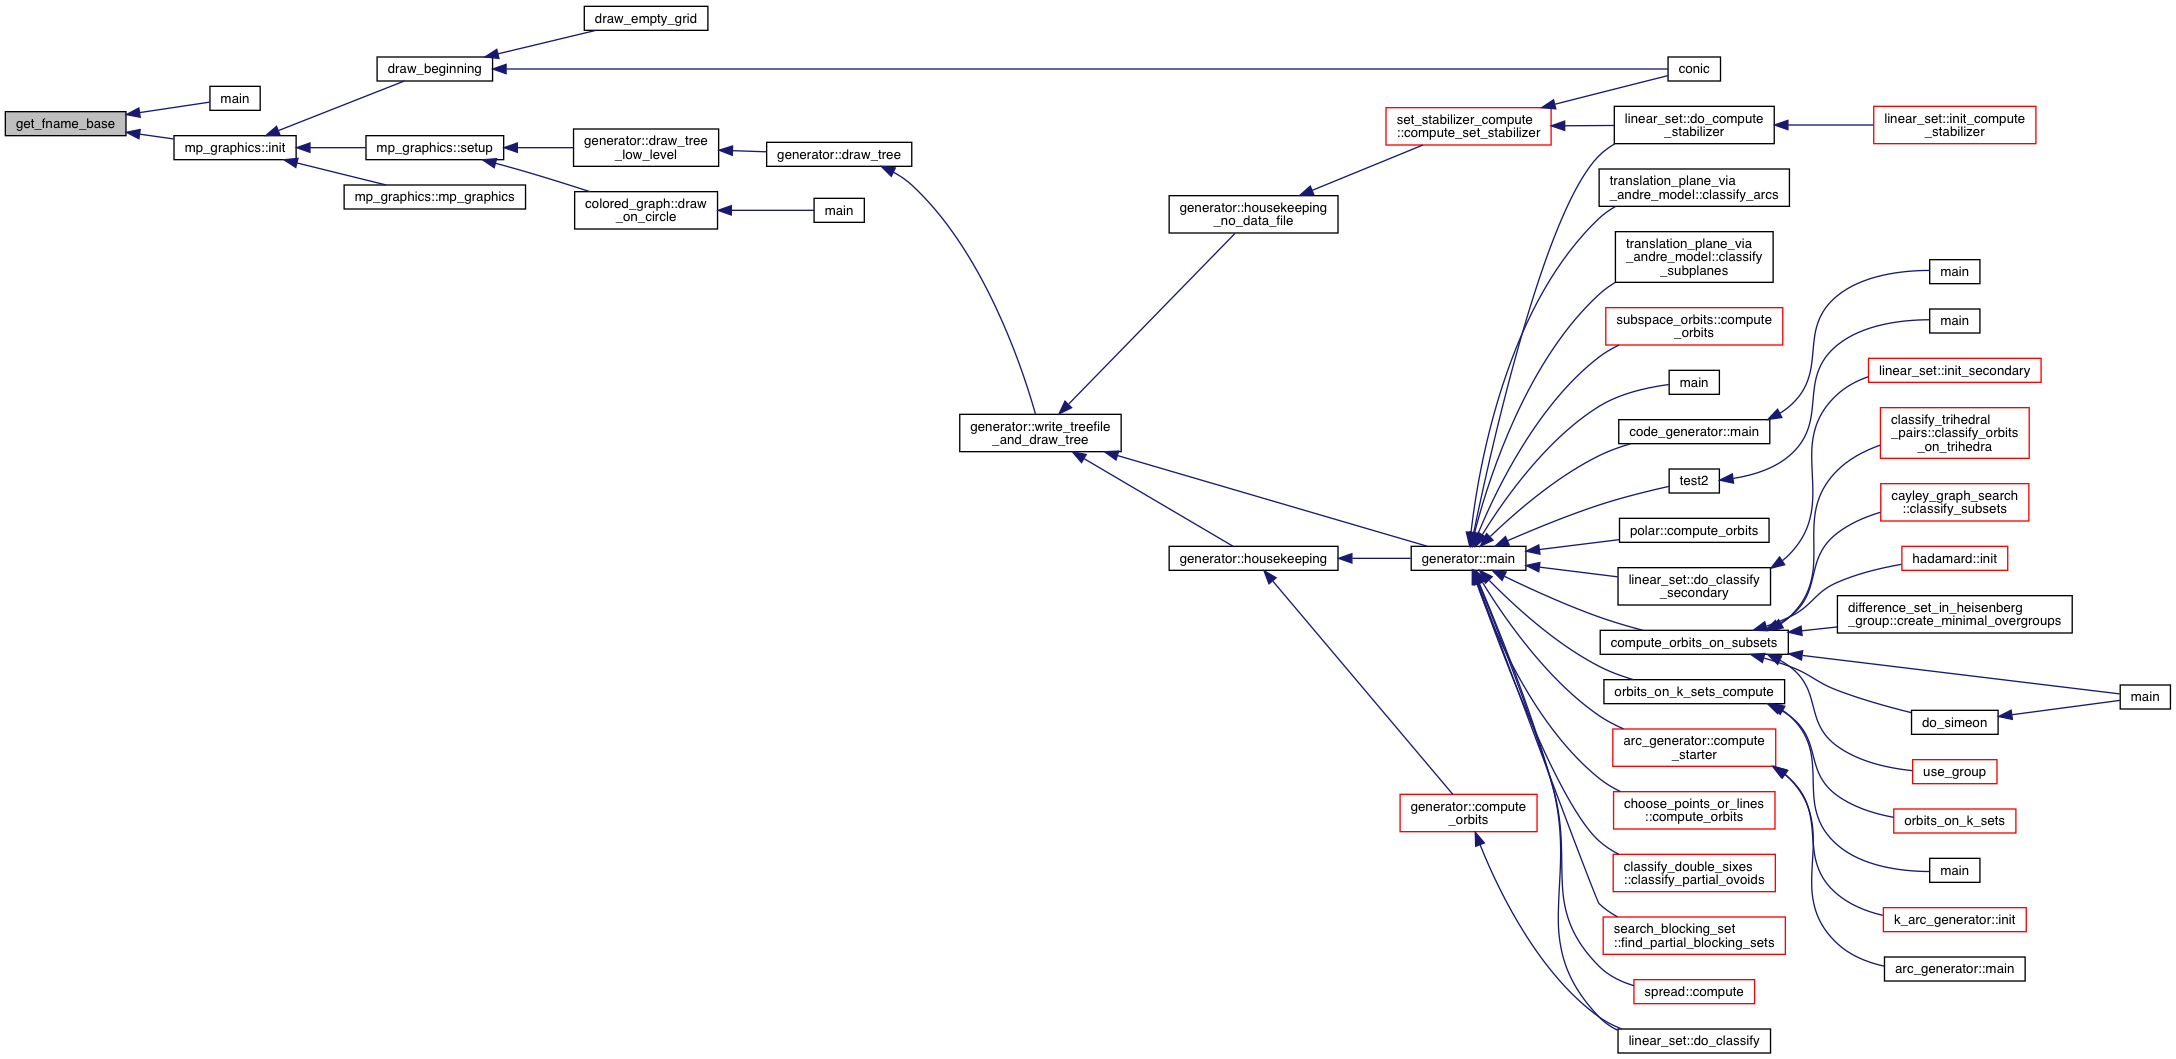 get_fname_base
main
mp_graphics::init
draw_beginning
mp_graphics::setup
mp_graphics::mp_graphics
draw_empty_grid
generator::draw_tree
_low_level
colored_graph::draw
_on_circle
generator::draw_tree
main
generator::write_treefile
_and_draw_tree
generator::housekeeping
_no_data_file
generator::housekeeping
set_stabilizer_compute
::compute_set_stabilizer
generator::main
generator::compute
_orbits
conic
linear_set::do_compute
_stabilizer
translation_plane_via
_andre_model::classify_arcs
translation_plane_via
_andre_model::classify
_subplanes
subspace_orbits::compute
_orbits
main
code_generator::main
test2
polar::compute_orbits
linear_set::do_classify
_secondary
compute_orbits_on_subsets
orbits_on_k_sets_compute
arc_generator::compute
_starter
choose_points_or_lines
::compute_orbits
classify_double_sixes
::classify_partial_ovoids
search_blocking_set
::find_partial_blocking_sets
spread::compute
linear_set::do_classify
linear_set::init_compute
_stabilizer
main
main
linear_set::init_secondary
classify_trihedral
_pairs::classify_orbits
_on_trihedra
cayley_graph_search
::classify_subsets
hadamard::init
difference_set_in_heisenberg
_group::create_minimal_overgroups
do_simeon
use_group
orbits_on_k_sets
main
k_arc_generator::init
arc_generator::main
main